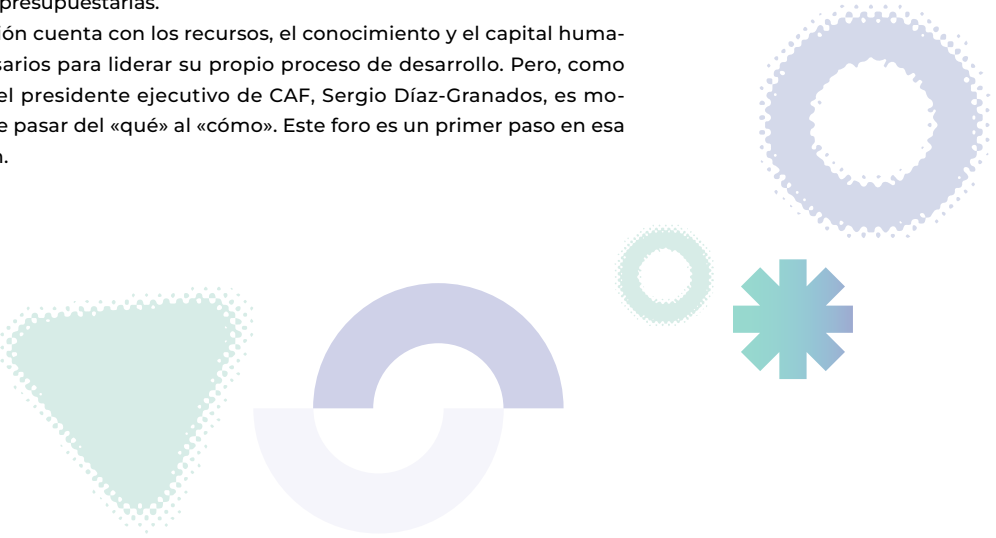 presupuestarias.
ón cuenta con los recursos, el conocimiento y el capital huma-
sarios para liderar su propio proceso de desarrollo. Pero, como
el presidente ejecutivo de CAF, Sergio Díaz-Granados, es mo-
e pasar del «qué» al «cómo». Este foro es un primer paso en esa
n.